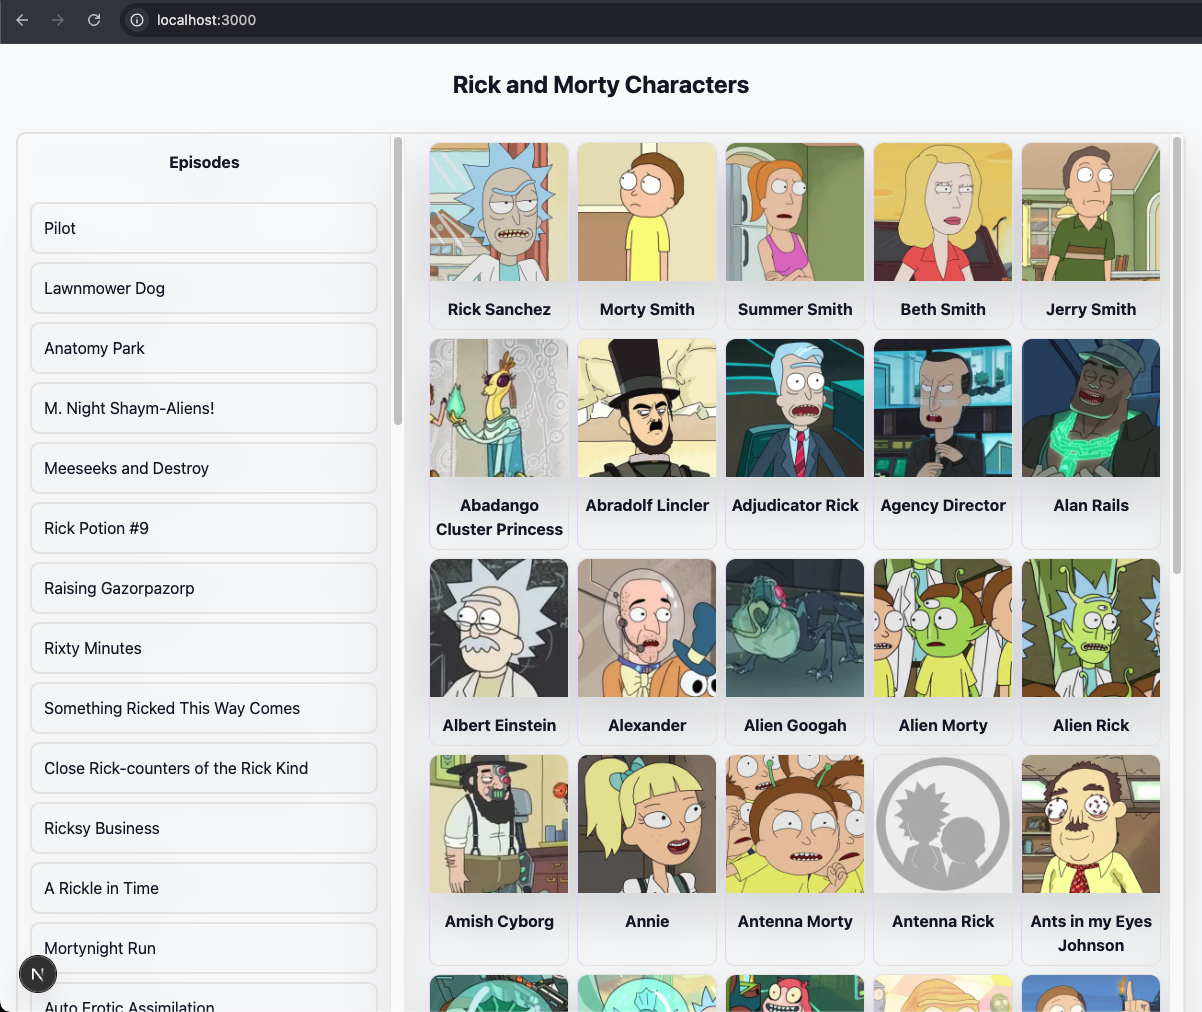 localhost:3000
Rick and Morty Characters
Episodes
Pilot
Lawnmower Dog
Anatomy Park
M. Night Shaym-Aliens!
Meeseeks and Destroy
Rick Potion #9
Raising Gazorpazorp
Rixty Minutes
Something Ricked This Way Comes
Close Rick-counters of the Rick Kind
Ricksy Business
A Rickle in Time
Mortynight Run
Auto Erotic Assimilation
N
Rick Sanchez
Morty Smith
Summer Smith
Beth Smith
Jerry Smith
Abadango
Cluster Princess
Abradolf Lincler
Adjudicator Rick
Agency Director
Alan Rails
Albert Einstein
Alexander
Alien Googah
Alien Morty
Alien Rick
Amish Cyborg
Annie
Antenna Morty
Antenna Rick
Ants in my Eyes
Johnson